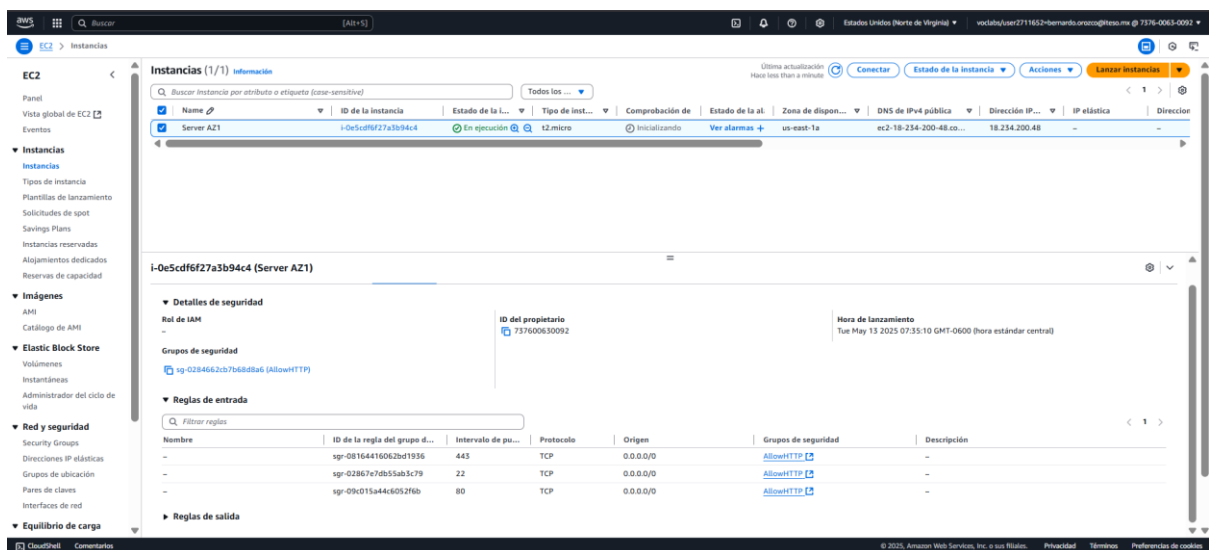 aws
Buscar
[Alt+S]
Estados Unidos (Norte de Virginia)
voclabs/user2711652=bernardo.orozco@iteso.mx @ 7376-0063-0092
EC2 > Instancias
EC2
Panel
Vista global de EC2
Eventos
Instancias
Instancias
Tipos de instancia
Plantillas de lanzamiento
Solicitudes de spot
Savings Plans
Instancias reservadas
Alojamientos dedicados
Reservas de capacidad
Imágenes
AMI
Catálogo de AMI
Elastic Block Store
Volúmenes
Instantáneas
Administrador del ciclo de
vida
Red y seguridad
Security Groups
Direcciones IP elásticas
Grupos de ubicación
Pares de claves
Interfaces de red
Equilibrio de carga
Instancias (1/1) Información
Última actualización
Hace less than a minute
Conectar
Estado de la instancia
Acciones
Lanzar instancias
Buscar Instancia por atributo o etiqueta (case-sensitive)
Todos los ...
1
Name ID de la instancia Estado de la i... Tipo de inst... Comprobación de Estado de la al Zona de dispon... DNS de IPv4 pública Dirección IP... IP elástica Direccion
Server AZ1 i-0e5cdf6f27a3b94c4 En ejecución t2.micro Inicializando Ver alarmas + us-east-1a ec2-18-234-200-48.co... 18.234.200.48 – –
i-0e5cdf6f27a3b94c4 (Server AZ1)
Detalles de seguridad
Rol de IAM
–
ID del propietario
737600630092
Hora de lanzamiento
Tue May 13 2025 07:35:10 GMT-0600 (hora estándar central)
Grupos de seguridad
sg-0284662cb7b68d8a6 (AllowHTTP)
Reglas de entrada
Filtrar reglas
1
Nombre ID de la regla del grupo d... Intervalo de pu... Protocolo Origen Grupos de seguridad Descripción
– sgr-08164416062bd1936 443 TCP 0.0.0.0/0 AllowHTTP –
– sgr-02867e7db55ab3c79 22 TCP 0.0.0.0/0 AllowHTTP –
– sgr-09c015a44c6052f6b 80 TCP 0.0.0.0/0 AllowHTTP –
Reglas de salida
CloudShell Comentarios
© 2025, Amazon Web Services, Inc. o sus filiales. Privacidad Términos Preferencias de cookies